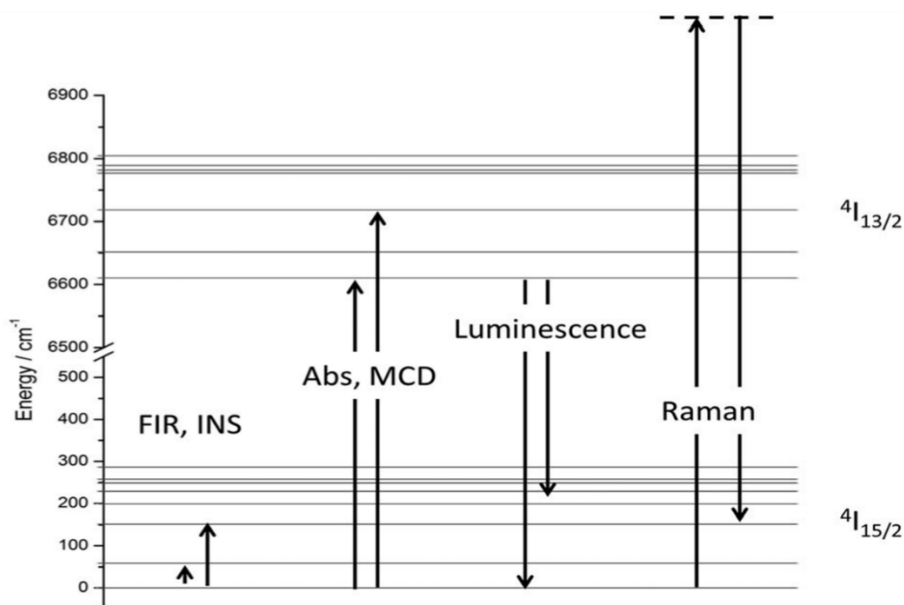 6900
6800
6700
6600
6500
500
400
300
200
100
0
Energy / cm⁻¹
FIR, INS
Abs, MCD
Luminescence
Raman
⁴I₁₃/₂
⁴I₁₅/₂